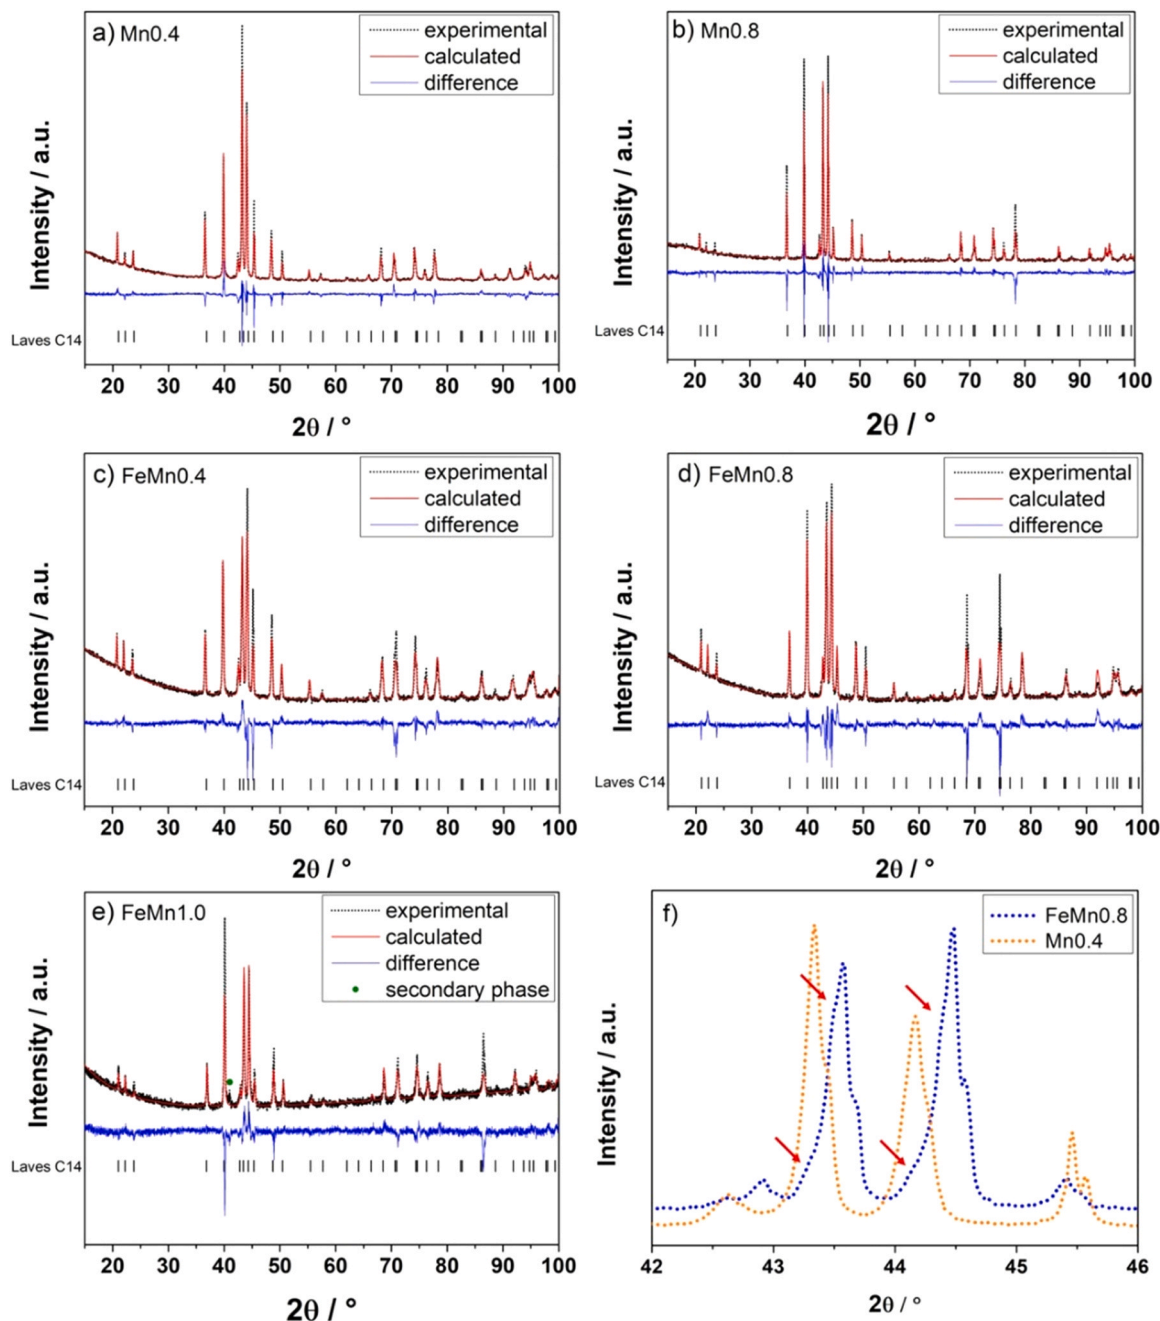 a) Mn0.4
experimental
calculated
difference
Intensity / a.u.
Laves C14
20 30 40 50 60 70 80 90 100
2θ / °
b) Mn0.8
experimental
calculated
difference
Intensity / a.u.
Laves C14
20 30 40 50 60 70 80 90 100
2θ / °
c) FeMn0.4
experimental
calculated
difference
Intensity / a.u.
Laves C14
20 30 40 50 60 70 80 90 100
2θ / °
d) FeMn0.8
experimental
calculated
difference
Intensity / a.u.
Laves C14
20 30 40 50 60 70 80 90 100
2θ / °
e) FeMn1.0
experimental
calculated
difference
secondary phase
Intensity / a.u.
Laves C14
20 30 40 50 60 70 80 90 100
2θ / °
f)
FeMn0.8
Mn0.4
Intensity / a.u.
42 43 44 45 46
2θ / °